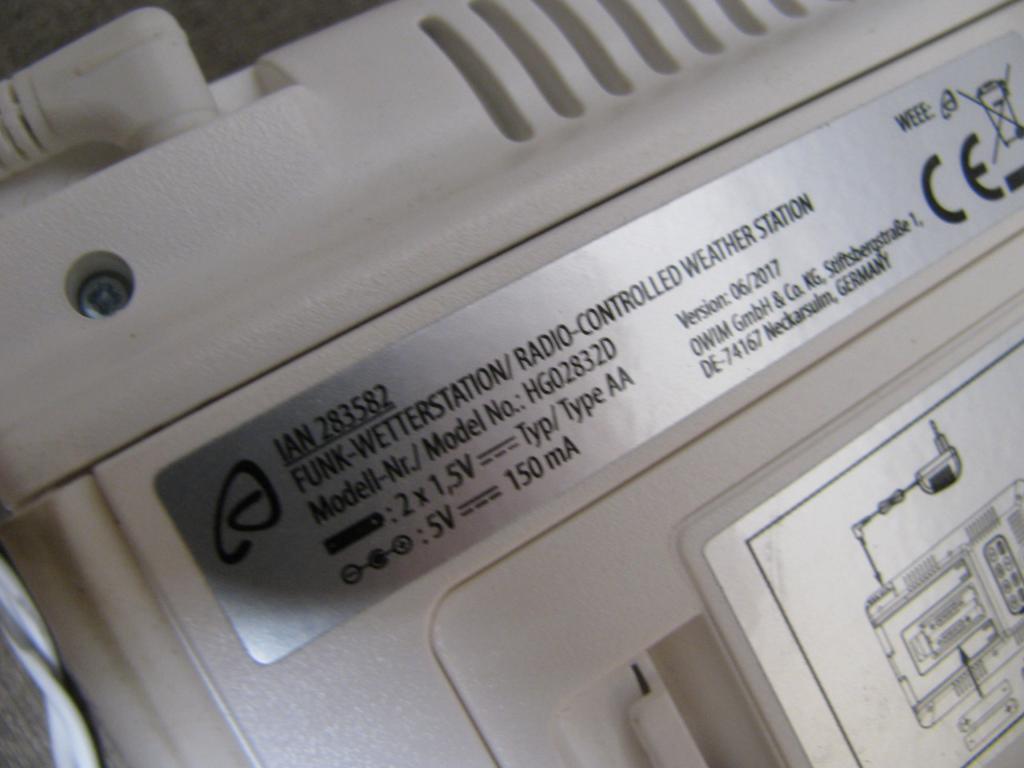 IAN 283582
FUNK-WETTERSTATION/ RADIO-CONTROLLED WEATHER STATION
Modell-Nr./ Model No.: HG02832D
: 2 x 1,5V Typ/ Type AA
: 5V 150 mA
Version: 06/2017
OWIM GmbH & Co. KG, Stiftsbergstraße 1,
DE-74167 Neckarsulm, GERMANY
WEEE:
CE